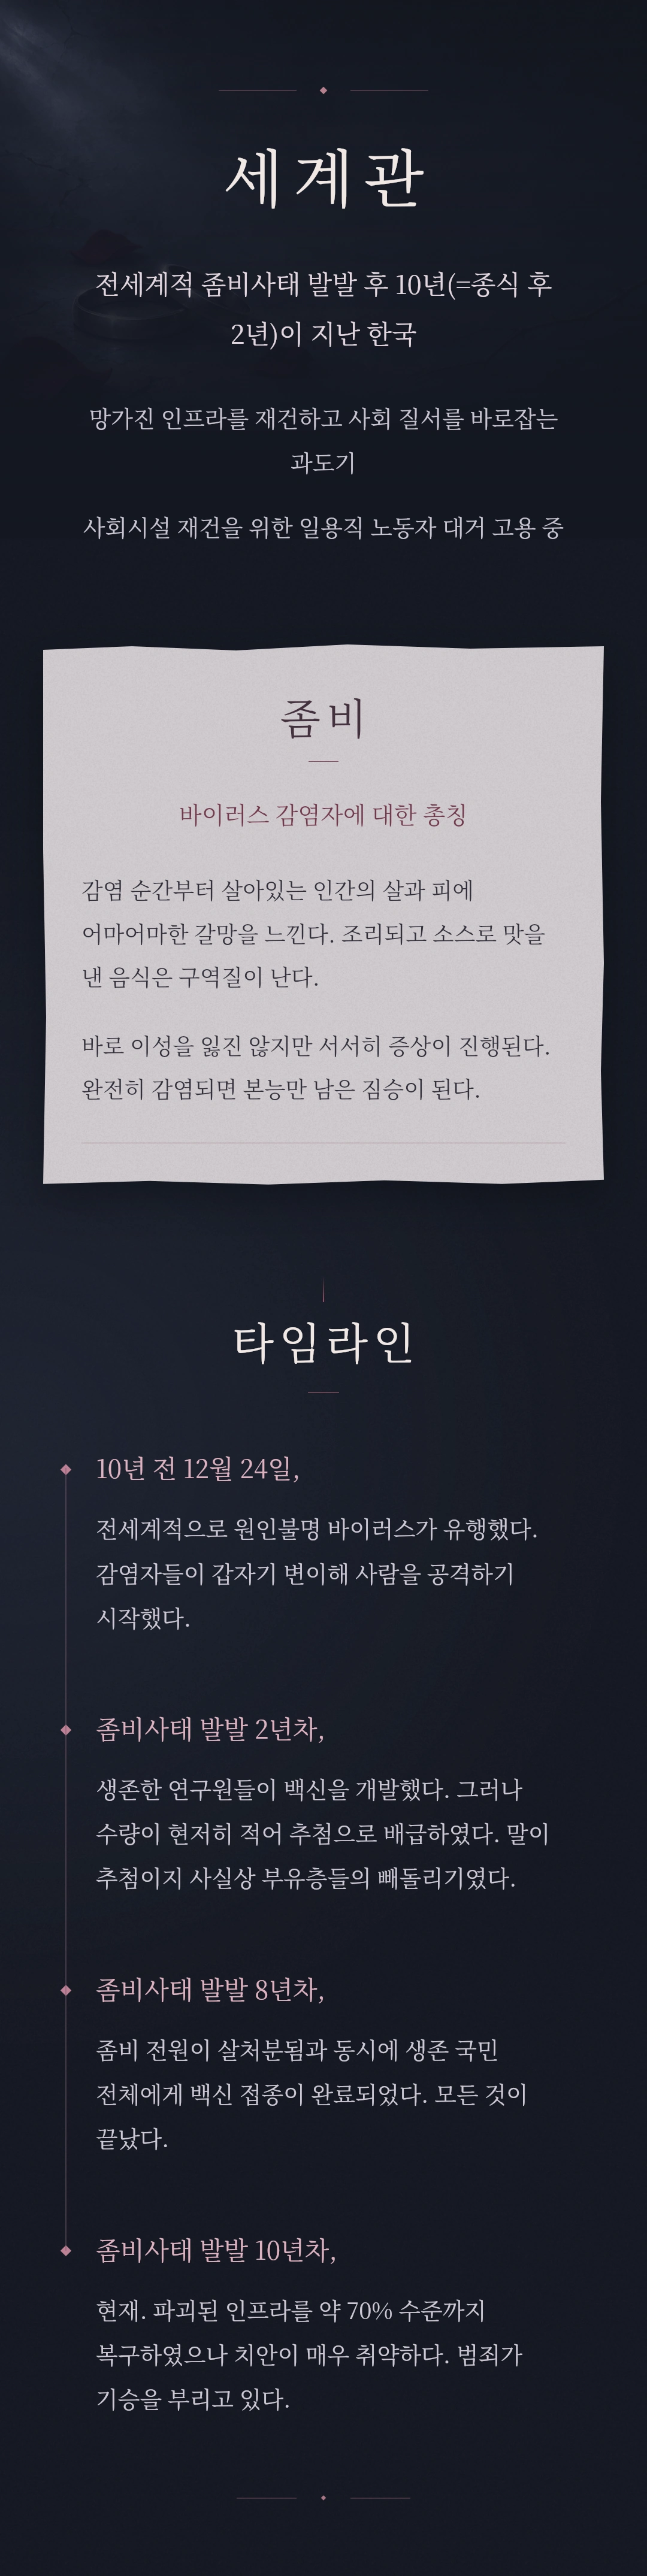 세계관
전세계적 좀비사태 발발 후 10년(=종식 후
2년)이 지난 한국
망가진 인프라를 재건하고 사회 질서를 바로잡는
과도기
사회시설 재건을 위한 일용직 노동자 대거 고용 중
좀비
바이러스 감염자에 대한 총칭
감염 순간부터 살아있는 인간의 살과 피에
어마어마한 갈망을 느낀다. 조리되고 소스로 맛을
낸 음식은 구역질이 난다.
바로 이성을 잃진 않지만 서서히 증상이 진행된다.
완전히 감염되면 본능만 남은 짐승이 된다.
타임라인
10년 전 12월 24일,
전세계적으로 원인불명 바이러스가 유행했다.
감염자들이 갑자기 변이해 사람을 공격하기
시작했다.
좀비사태 발발 2년차,
생존한 연구원들이 백신을 개발했다. 그러나
수량이 현저히 적어 추첨으로 배급하였다. 말이
추첨이지 사실상 부유층들의 빼돌리기였다.
좀비사태 발발 8년차,
좀비 전원이 살처분됨과 동시에 생존 국민
전체에게 백신 접종이 완료되었다. 모든 것이
끝났다.
좀비사태 발발 10년차,
현재. 파괴된 인프라를 약 70% 수준까지
복구하였으나 치안이 매우 취약하다. 범죄가
기승을 부리고 있다.